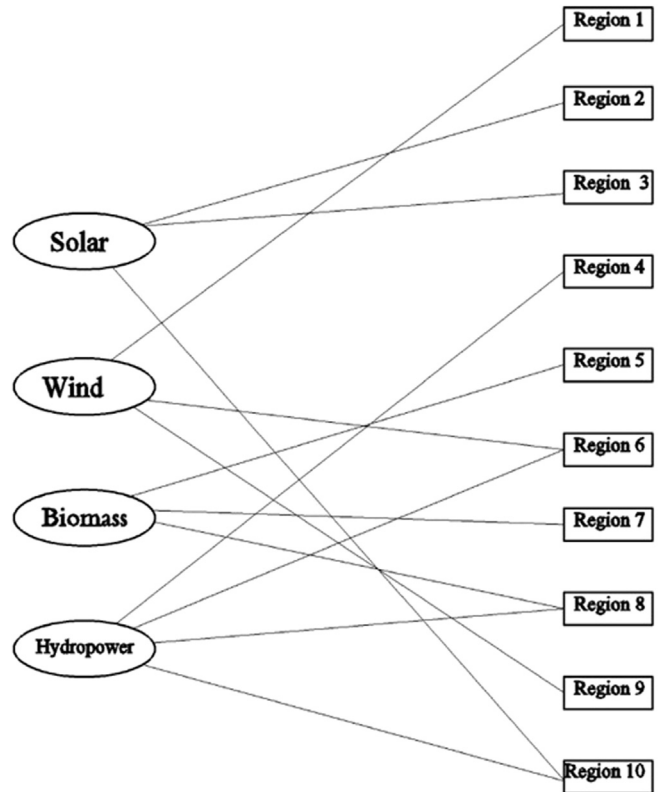 Region 1
Region 2
Region 3
Solar
Region 4
Wind
Region 5
Region 6
Biomass
Region 7
Region 8
Hydropower
Region 9
Region 10